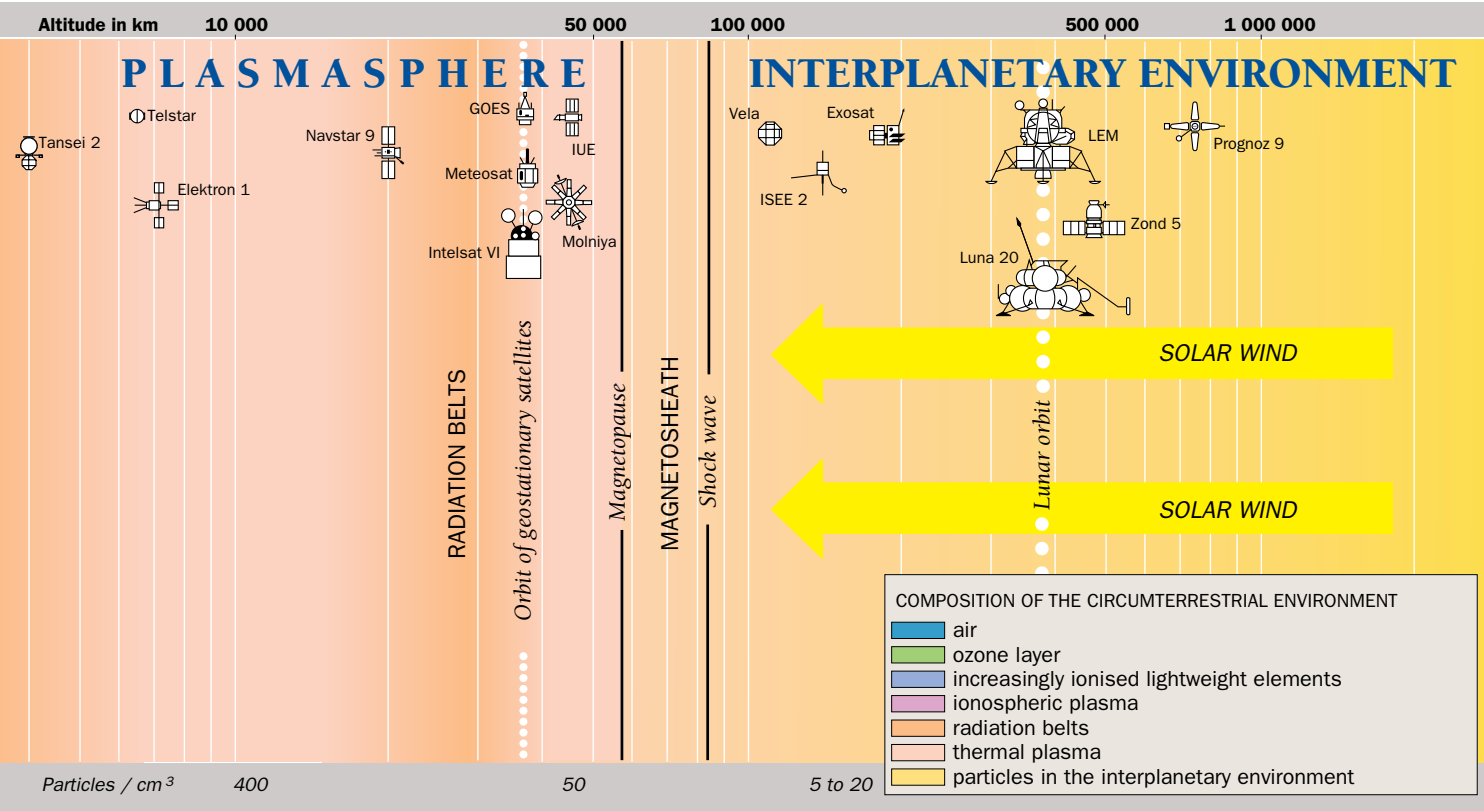 Altitude in km 10 000 50 000 100 000 500 000 1 000 000
PLASMASPHERE
INTERPLANETARY ENVIRONMENT
Tansei 2
Telstar
Elektron 1
Navstar 9
GOES
IUE
Meteosat
Molniya
Intelsat VI
Vela
Exosat
ISEE 2
LEM
Prognoz 9
Zond 5
Luna 20
RADIATION BELTS
Orbit of geostationary satellites
Magnetopause
MAGNETOSHEATH
Shock wave
Lunar orbit
SOLAR WIND
SOLAR WIND
COMPOSITION OF THE CIRCUMTERRESTRIAL ENVIRONMENT
air
ozone layer
increasingly ionised lightweight elements
ionospheric plasma
radiation belts
thermal plasma
particles in the interplanetary environment
Particles / cm³ 400 50 5 to 20